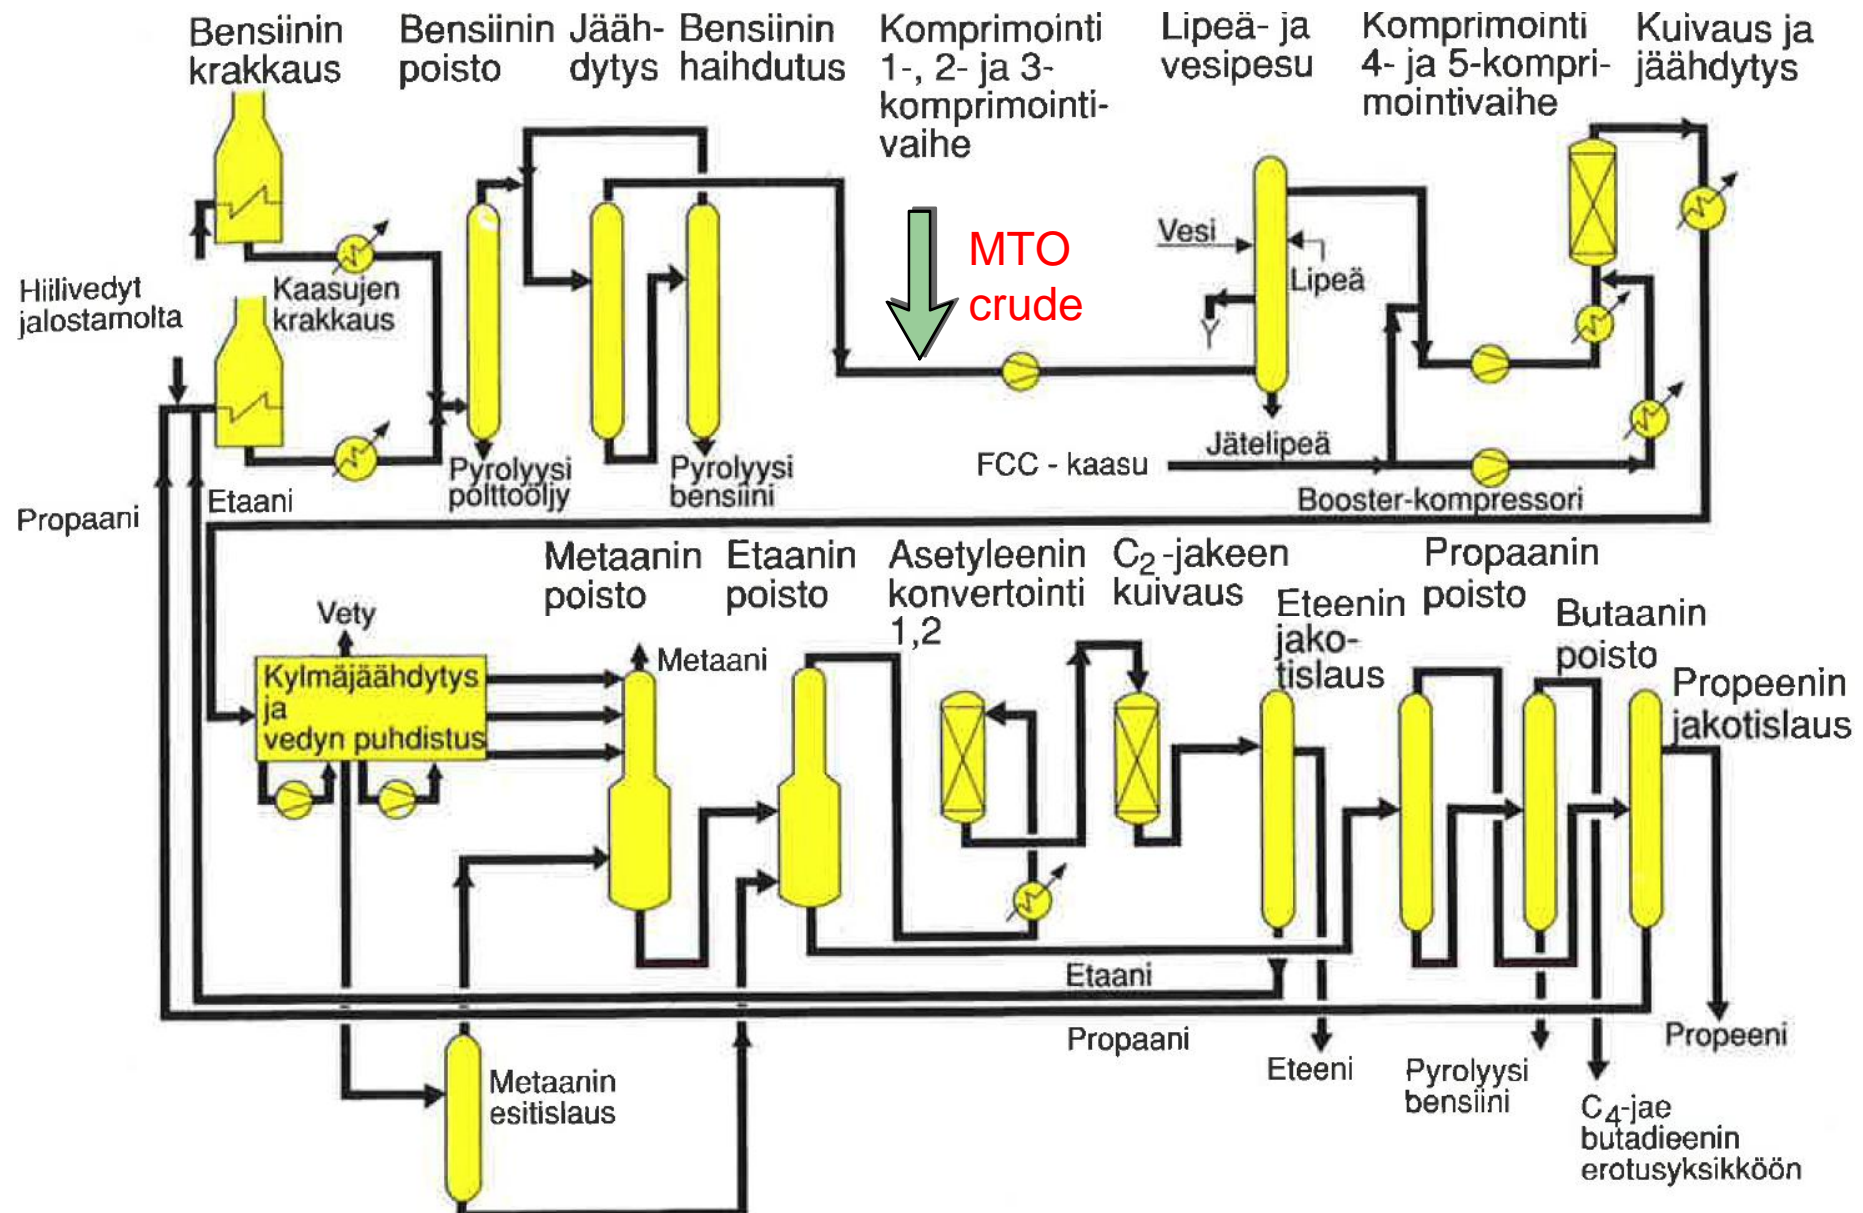 Bensiinin
krakkaus
Bensiinin
poisto
Jääh-
dytys
Bensiinin
haihdutus
Komprimointi
1-, 2- ja 3-
komprimointi-
vaihe
Lipeä- ja
vesipesu
Komprimointi
4- ja 5-kompri-
mointivaihe
Kuivaus ja
jäähdytys
MTO
crude
Vesi
Lipeä
Hiilivedyt
jalostamolta
Kaasujen
krakkaus
Pyrolyysi
polttoöljy
Pyrolyysi
bensiini
Jätelipeä
FCC - kaasu
Booster-kompressori
Propaani
Etaani
Metaanin
poisto
Etaanin
poisto
Asetyleenin
konvertointi
1,2
C2-jakeen
kuivaus
Eteenin
jako-
tislaus
Propaanin
poisto
Butaanin
poisto
Propeenin
jakotislaus
Vety
Metaani
Kylmäjäähdytys
ja
vedyn puhdistus
Etaani
Propaani
Metaanin
esitislaus
Eteeni
Pyrolyysi
bensiini
Propeeni
C4-jae
butadieenin
erotusyksikköön